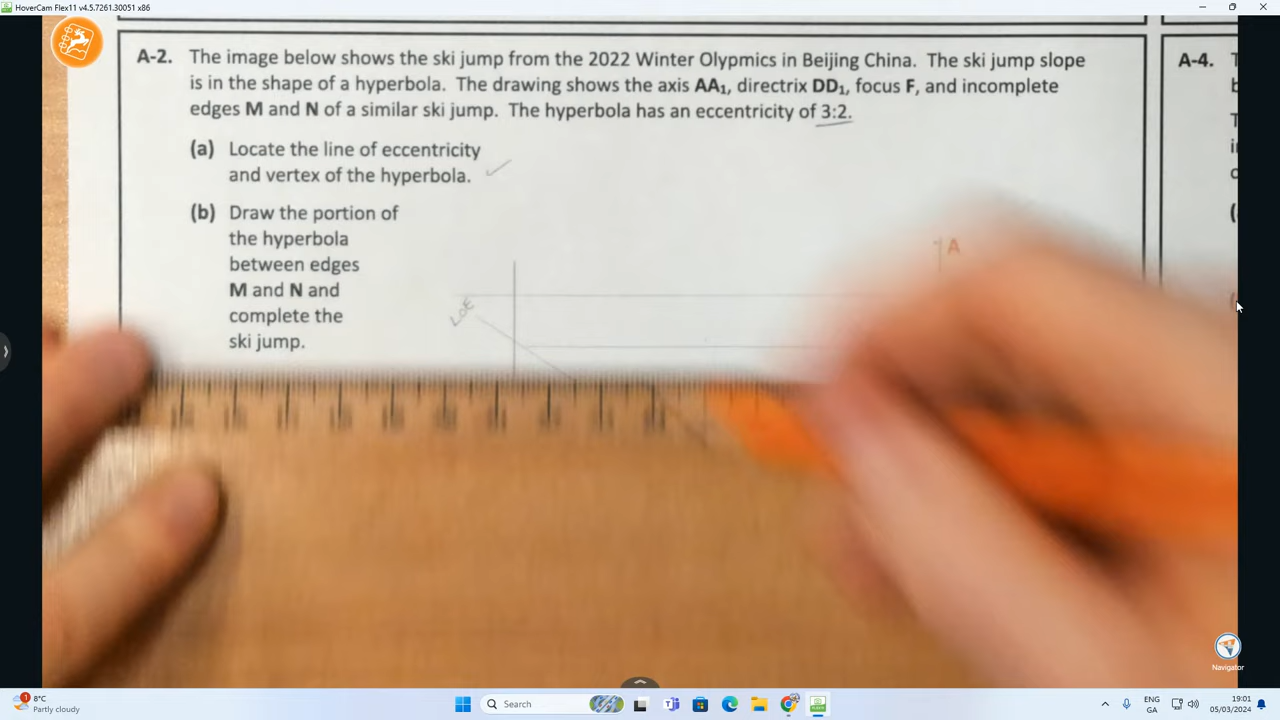 HoverCam Flex11 v4.5.7261.30051 x86
A-2. The image below shows the ski jump from the 2022 Winter Olypmics in Beijing China. The ski jump slope
is in the shape of a hyperbola. The drawing shows the axis AA₁, directrix DD₁, focus F, and incomplete
edges M and N of a similar ski jump. The hyperbola has an eccentricity of 3:2.
(a) Locate the line of eccentricity
and vertex of the hyperbola.
(b) Draw the portion of
the hyperbola
between edges
M and N and
complete the
ski jump.
LOE
A
A-4.
Navigator
1
8°C
Partly cloudy
Search
ENG
GA
19:01
05/03/2024